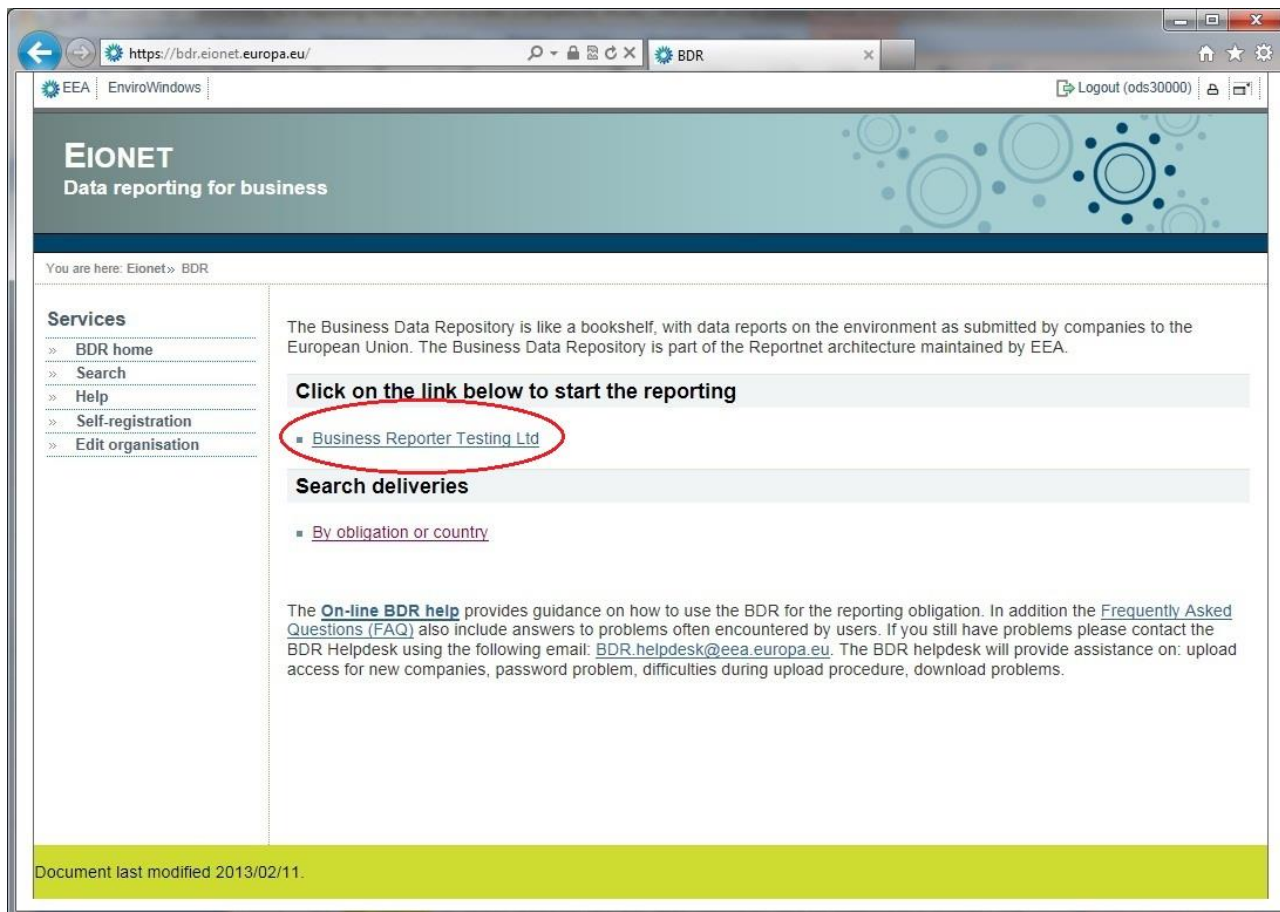 https://bdr.eionet.europa.eu/
BDR
EEA EnviroWindows
Logout (ods30000)
EIONET
Data reporting for business
You are here: Eionet» BDR
Services
» BDR home
» Search
» Help
» Self-registration
» Edit organisation
The Business Data Repository is like a bookshelf, with data reports on the environment as submitted by companies to the
European Union. The Business Data Repository is part of the Reportnet architecture maintained by EEA.
Click on the link below to start the reporting
Business Reporter Testing Ltd
Search deliveries
By obligation or country
The On-line BDR help provides guidance on how to use the BDR for the reporting obligation. In addition the Frequently Asked
Questions (FAQ) also include answers to problems often encountered by users. If you still have problems please contact the
BDR Helpdesk using the following email: BDR.helpdesk@eea.europa.eu. The BDR helpdesk will provide assistance on: upload
access for new companies, password problem, difficulties during upload procedure, download problems.
Document last modified 2013/02/11.